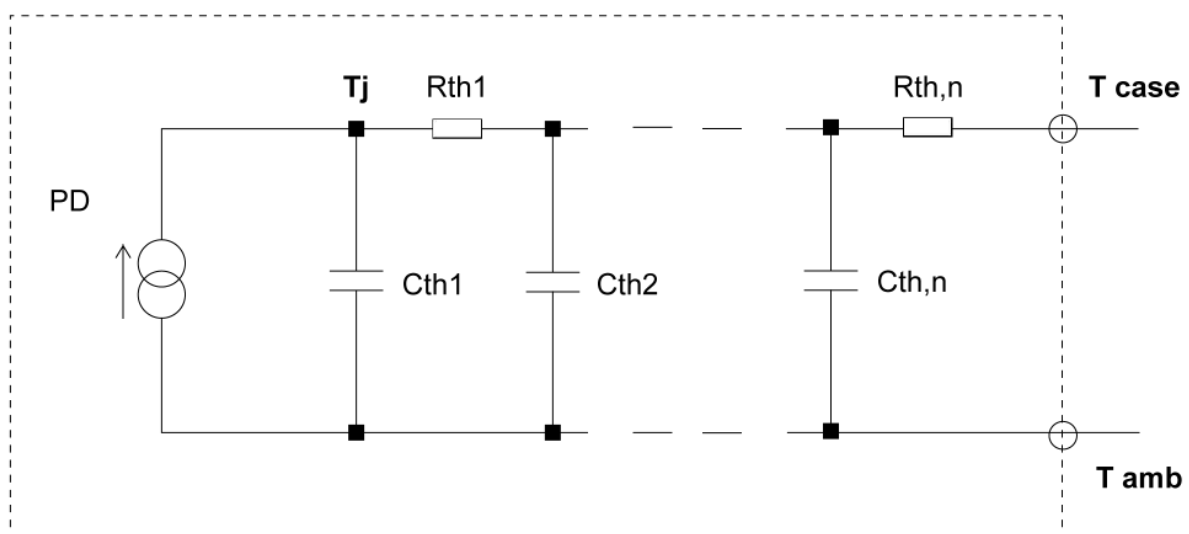 Tj
Rth1
Rth,n
T case
PD
Cth1
Cth2
Cth,n
T amb